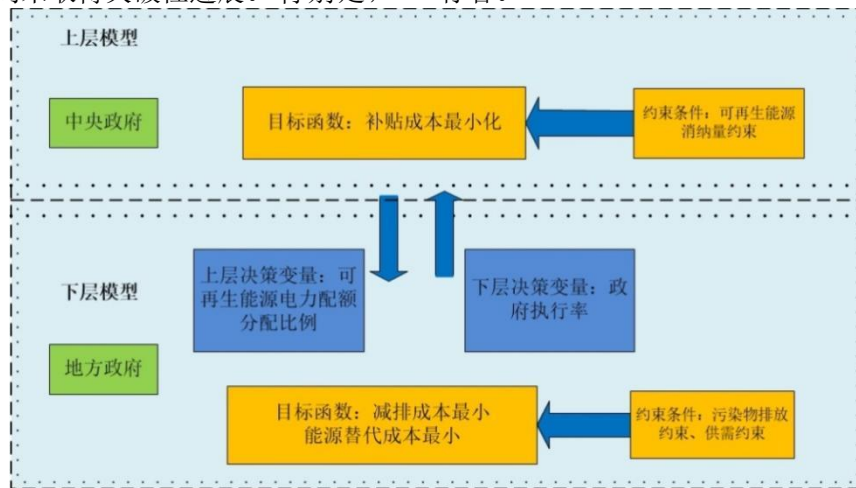 上层模型
中央政府
目标函数：补贴成本最小化
约束条件：可再生能源
消纳量约束
上层决策变量：可
再生能源电力配额
分配比例
下层决策变量：政
府执行率
下层模型
地方政府
目标函数：减排成本最小
能源替代成本最小
约束条件：污染物排放
约束、供需约束